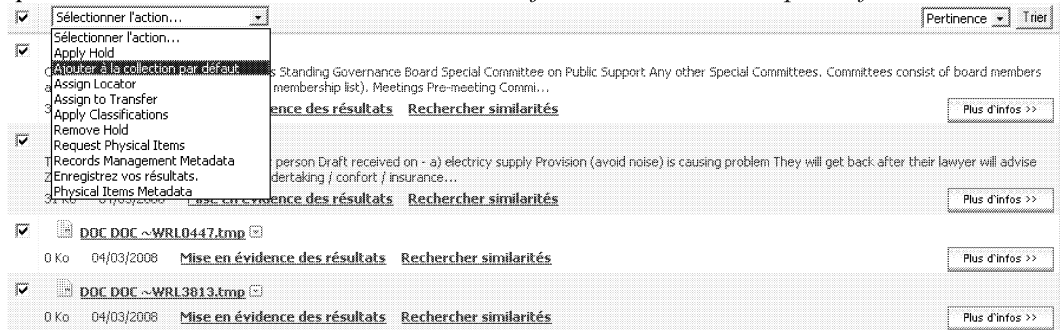 Sélectionner l'action... Pertinence Trier
Sélectionner l'action...
Apply Hold
Ajouter à la collection par défaut
s Standing Governance Board Special Committee on Public Support Any other Special Committees. Committees consist of board members
Assign Locator
membership list). Meetings Pre-meeting Commi...
Assign to Transfer
ence des résultats Rechercher similarités Plus d'infos >>
Apply Classifications
Remove Hold
Request Physical Items
Records Management Metadata
person Draft received on - a) electricy supply Provision (avoid noise) is causing problem They will get back after their lawyer will advise
Enregistrez vos résultats.
dertaking / confort / insurance...
Physical Items Metadata
Mise en évidence des résultats Rechercher similarités Plus d'infos >>
DOC DOC ~WRL0447.tmp
0 Ko 04/03/2008 Mise en évidence des résultats Rechercher similarités Plus d'infos >>
DOC DOC ~WRL3813.tmp
0 Ko 04/03/2008 Mise en évidence des résultats Rechercher similarités Plus d'infos >>